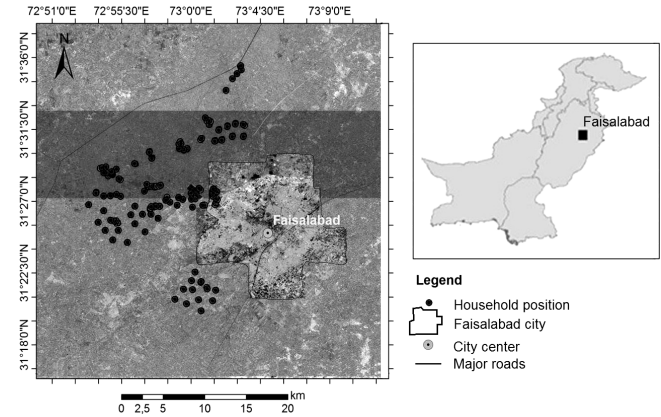 72°51'0"E 72°55'30"E 73°0'0"E 73°4'30"E 73°9'0"E
N
31°36'0"N
31°31'30"N
31°27'0"N
31°22'30"N
31°18'0"N
Faisalabad
km
0 2,5 5 10 15 20
Faisalabad
Legend
Household position
Faisalabad city
City center
Major roads